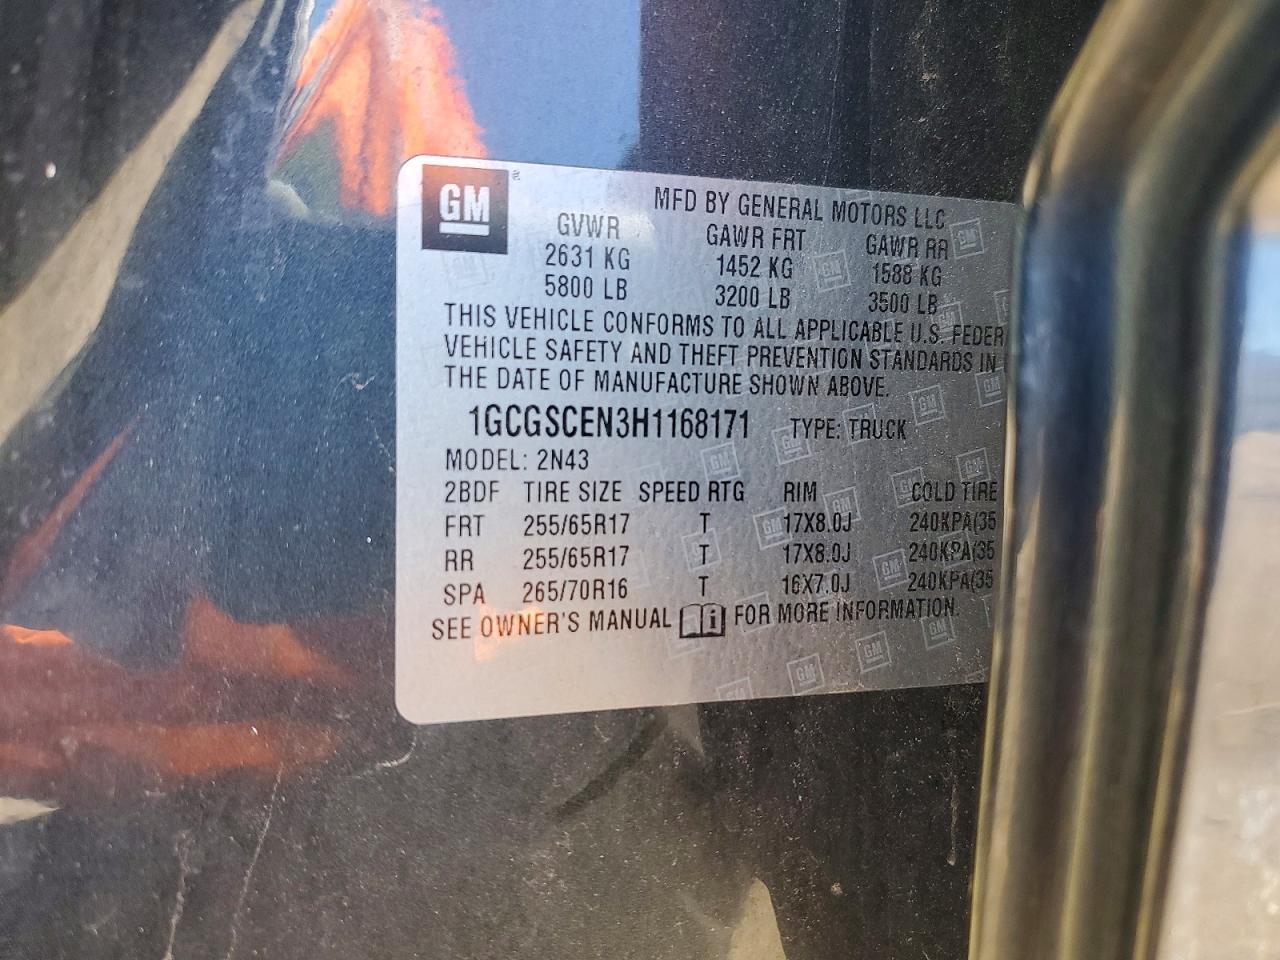 GM
MFD BY GENERAL MOTORS LLC
GVWR GAWR FRT GAWR RR
2631 KG 1452 KG 1588 KG
5800 LB 3200 LB 3500 LB
THIS VEHICLE CONFORMS TO ALL APPLICABLE U.S. FEDER
VEHICLE SAFETY AND THEFT PREVENTION STANDARDS IN
THE DATE OF MANUFACTURE SHOWN ABOVE.
1GCGSCEN3H1168171 TYPE: TRUCK
MODEL: 2N43
2BDF TIRE SIZE SPEED RTG RIM COLD TIRE
FRT 255/65R17 T 17X8.0J 240KPA(35
RR 255/65R17 T 17X8.0J 240KPA(35
SPA 265/70R16 T 16X7.0J 240KPA(35
SEE OWNER'S MANUAL i FOR MORE INFORMATION.